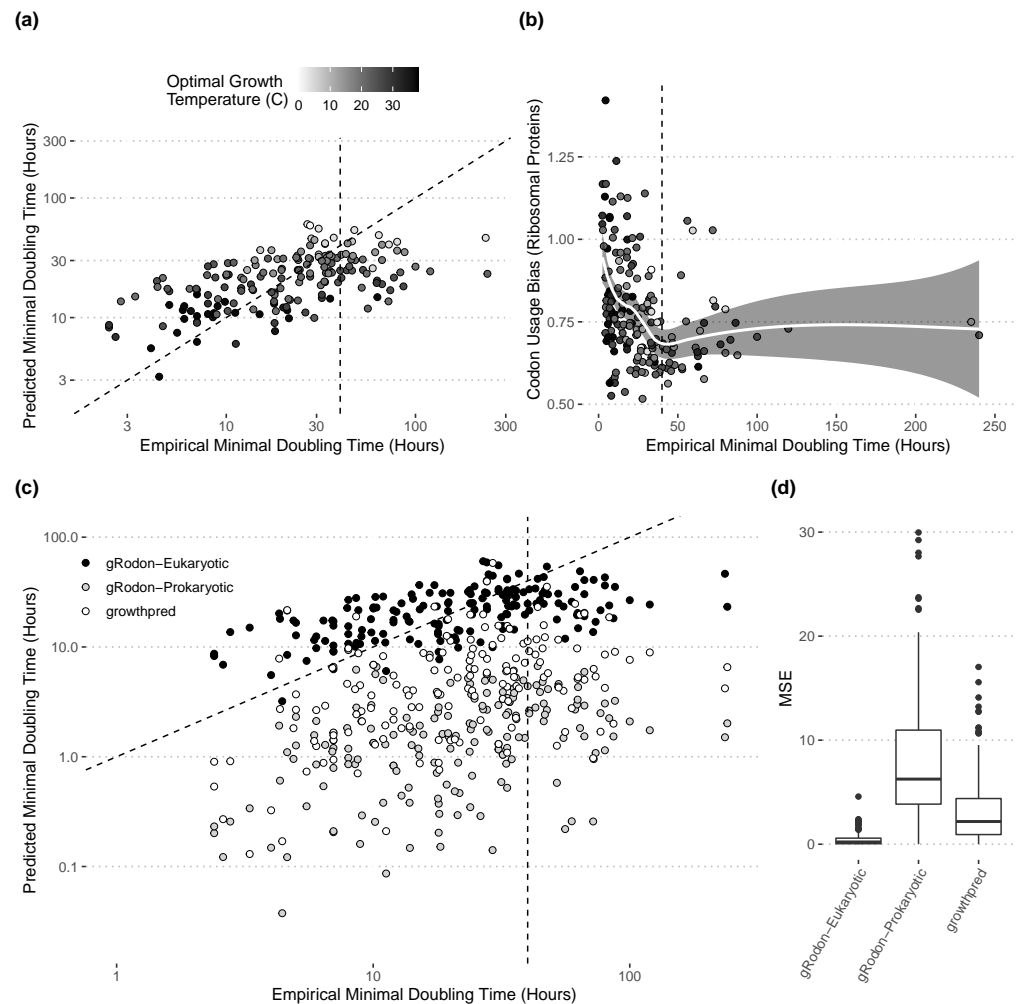 (a)
Optimal Growth
Temperature (C)
0 10 20 30
Predicted Minimal Doubling Time (Hours)
300
100
30
10
3
3 10 30 100 300
Empirical Minimal Doubling Time (Hours)
(b)
Codon Usage Bias (Ribosomal Proteins)
1.25
1.00
0.75
0.50
0 50 100 150 200 250
Empirical Minimal Doubling Time (Hours)
(c)
Predicted Minimal Doubling Time (Hours)
100.0
10.0
1.0
0.1
gRodon−Eukaryotic
gRodon−Prokaryotic
growthpred
1 10 100
Empirical Minimal Doubling Time (Hours)
(d)
MSE
30
20
10
0
gRodon−Eukaryotic
gRodon−Prokaryotic
growthpred